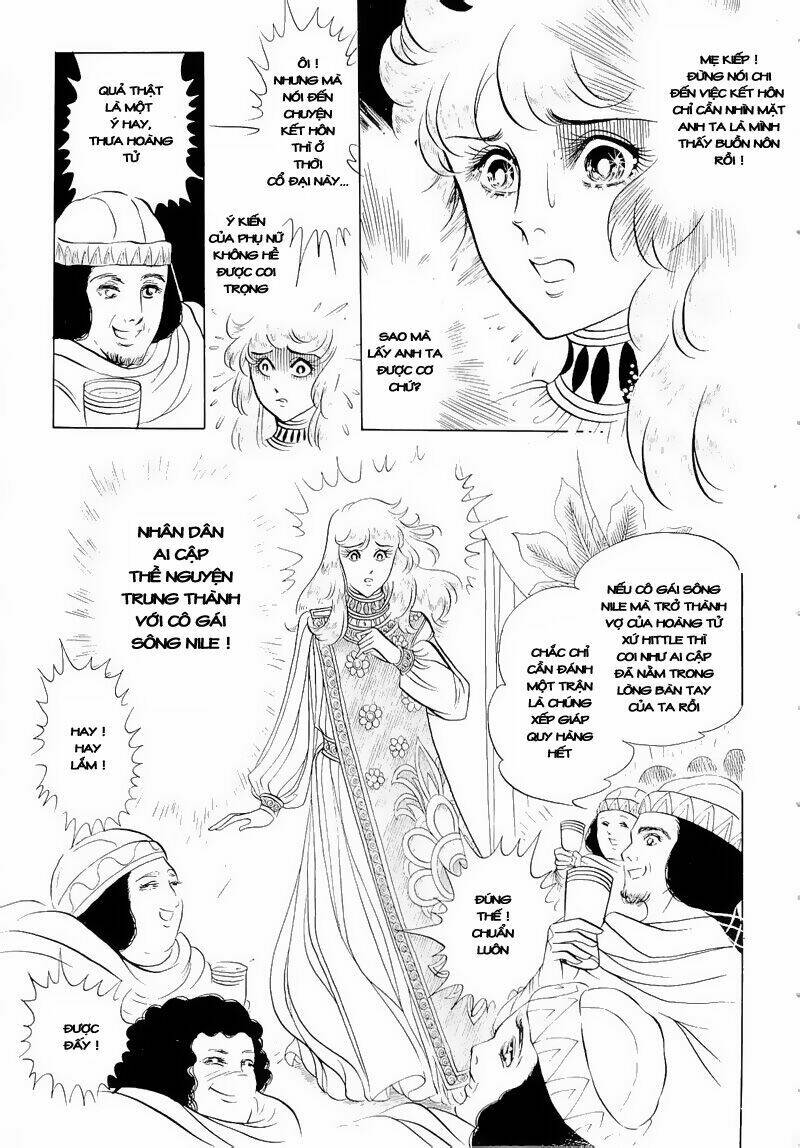 MẸ KIẾP !
ĐỪNG NÓI CHI
ĐẾN VIỆC KẾT HÔN
CHỈ CẦN NHÌN MẶT
ANH TA LÀ MÌNH
THẤY BUỒN NÔN
RỒI !
SAO MÀ
LẤY ANH TA
ĐƯỢC CƠ
CHỨ?
ÔI !
NHƯNG MÀ
NÓI ĐẾN
CHUYỆN
KẾT HÔN
THÌ Ở
THỜI
CỔ ĐẠI NÀY...
Ý KIẾN
CỦA PHỤ NỮ
KHÔNG HỀ
ĐƯỢC COI
TRỌNG
QUẢ THẬT
LÀ MỘT
Ý HAY,
THƯA HOÀNG
TỬ
NẾU CÔ GÁI SÔNG
NILE MÀ TRỞ THÀNH
VỢ CỦA HOÀNG TỬ
XỨ HITTLE THÌ
COI NHƯ AI CẬP
ĐÃ NẰM TRONG
LÒNG BÀN TAY
CỦA TA RỒI
CHẮC CHỈ
CẦN ĐÁNH
MỘT TRẬN
LÀ CHÚNG
XẾP GIÁP
QUY HÀNG
HẾT
NHÂN DÂN
AI CẬP
THỀ NGUYỆN
TRUNG THÀNH
VỚI CÔ GÁI
SÔNG NILE !
HAY !
HAY
LẮM !
ĐÚNG
THẾ !
CHUẨN
LUÔN
ĐƯỢC
ĐẤY !